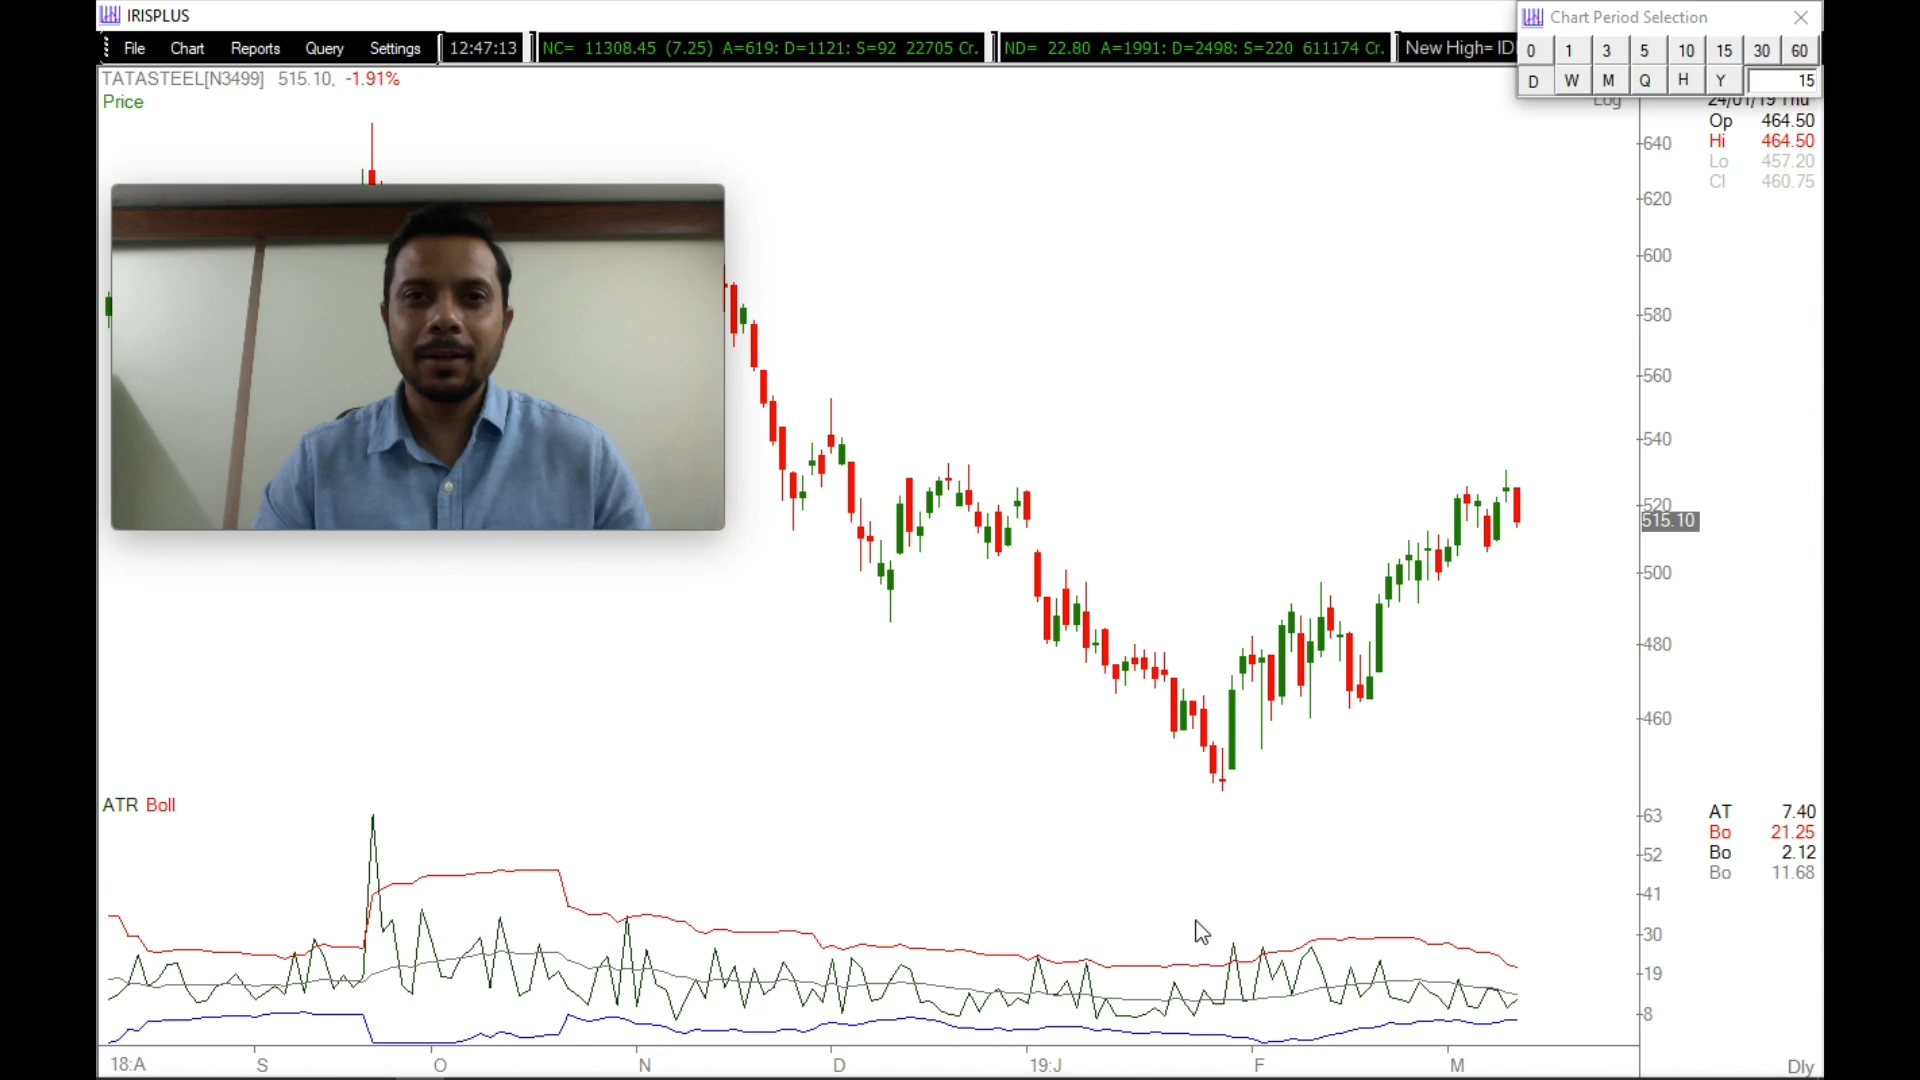 IRISPLUS
Chart Period Selection
File Chart Reports Query Settings 12:47:13 NC= 11308.45 (7.25) A=619: D=1121: S=92 22705 Cr. ND= 22.80 A=1991: D=2498: S=220 611174 Cr. New High= ID
0 1 3 5 10 15 30 60
D W M Q H Y 15
TATASTEEL[N3499] 515.10, -1.91%
Price
Log
24/01/19 Thu
Op 464.50
Hi 464.50
Lo 457.20
Cl 460.75
640
620
600
580
560
540
520
515.10
500
480
460
ATR Boll
63
52
41
30
19
8
AT 7.40
Bo 21.25
Bo 2.12
Bo 11.68
18:A S O N D 19:J F M Dly